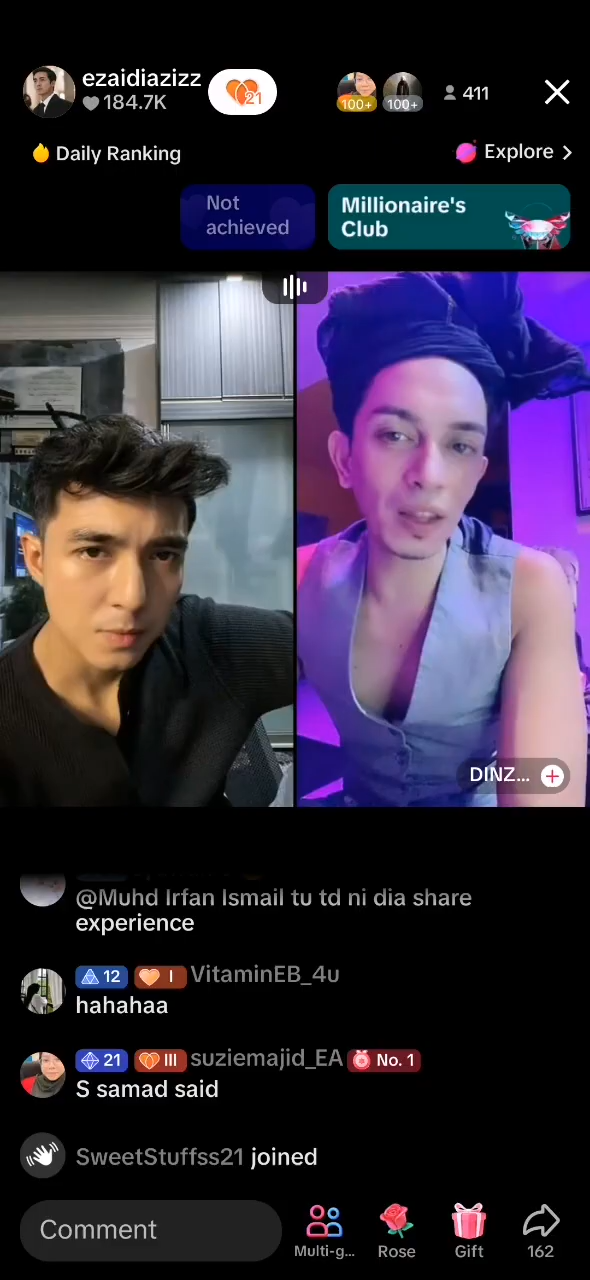 ezaidiazizz
184.7K
21
100+
100+
411
Daily Ranking
Explore
Not
achieved
Millionaire's
Club
DINZ...
@Muhd Irfan Ismail tu td ni dia share
experience
12 I VitaminEB_4u
hahahaa
21 III suziemajid_EA No. 1
S samad said
SweetStuffss21 joined
Comment
Multi-g...
Rose
Gift
162